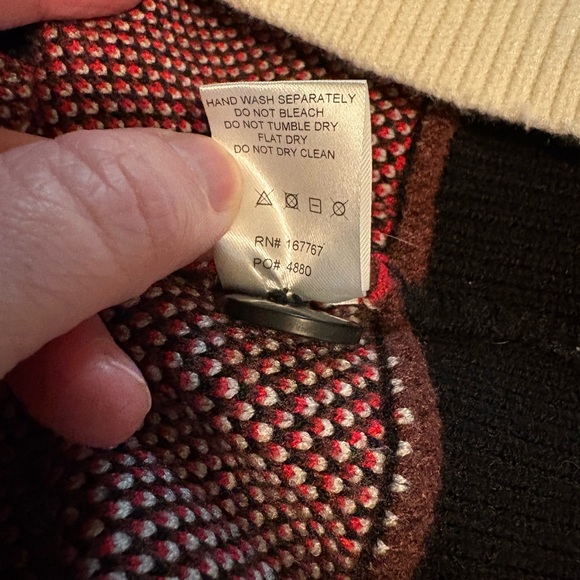 HAND WASH SEPARATELY
DO NOT BLEACH
DO NOT TUMBLE DRY
FLAT DRY
DO NOT DRY CLEAN
RN# 167767
PO# 4880